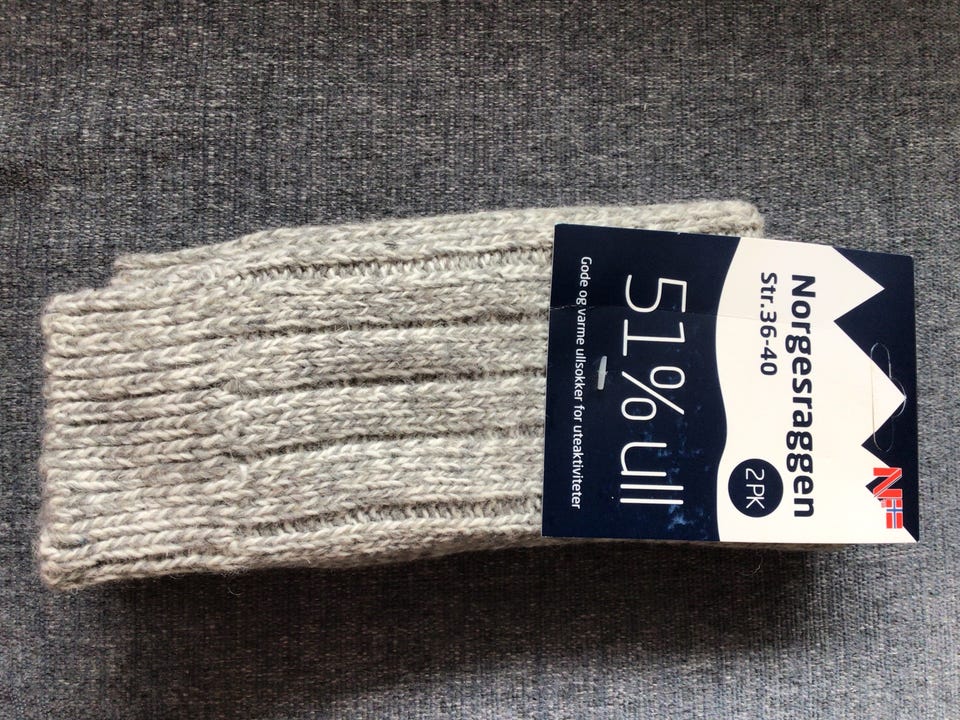 Norgesraggen
Str.36-40
2PK
51% ull
Gode og varme ullsokker for uteaktiviteter